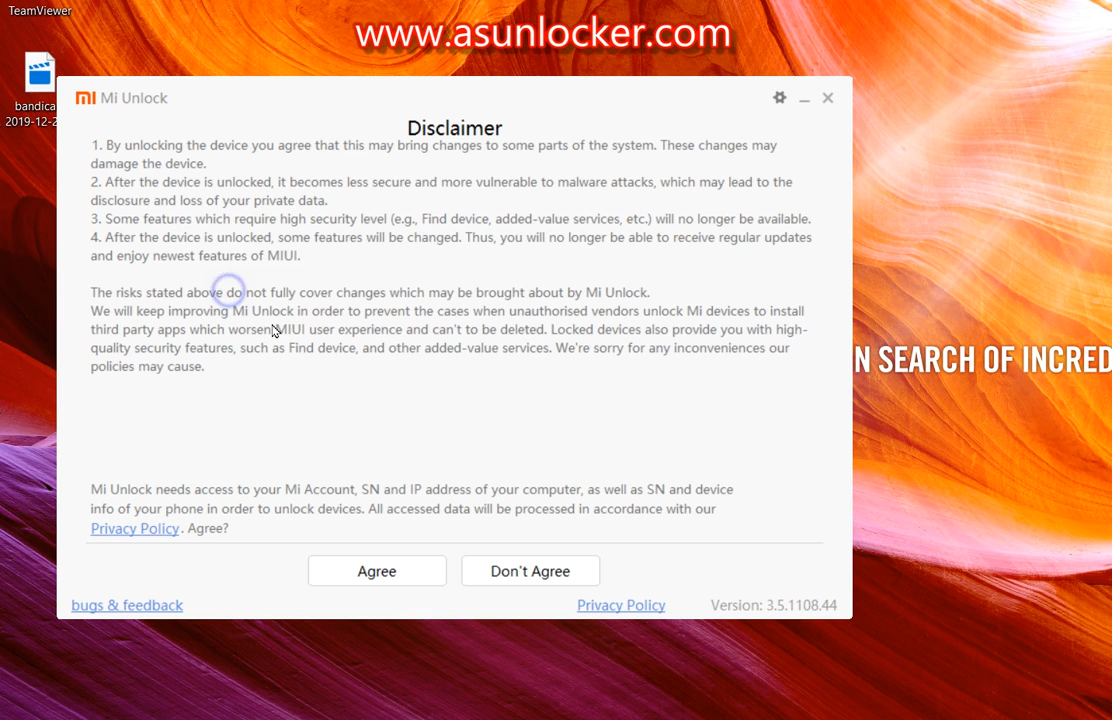 TeamViewer
www.asunlocker.com
bandica
2019-12-2
Mi Unlock
Disclaimer
1. By unlocking the device you agree that this may bring changes to some parts of the system. These changes may
damage the device.
2. After the device is unlocked, it becomes less secure and more vulnerable to malware attacks, which may lead to the
disclosure and loss of your private data.
3. Some features which require high security level (e.g., Find device, added-value services, etc.) will no longer be available.
4. After the device is unlocked, some features will be changed. Thus, you will no longer be able to receive regular updates
and enjoy newest features of MIUI.
The risks stated above do not fully cover changes which may be brought about by Mi Unlock.
We will keep improving Mi Unlock in order to prevent the cases when unauthorised vendors unlock Mi devices to install
third party apps which worsen MIUI user experience and can't to be deleted. Locked devices also provide you with high-
quality security features, such as Find device, and other added-value services. We're sorry for any inconveniences our
policies may cause.
N SEARCH OF INCRED
Mi Unlock needs access to your Mi Account, SN and IP address of your computer, as well as SN and device
info of your phone in order to unlock devices. All accessed data will be processed in accordance with our
Privacy Policy. Agree?
Agree Don't Agree
bugs & feedback Privacy Policy Version: 3.5.1108.44